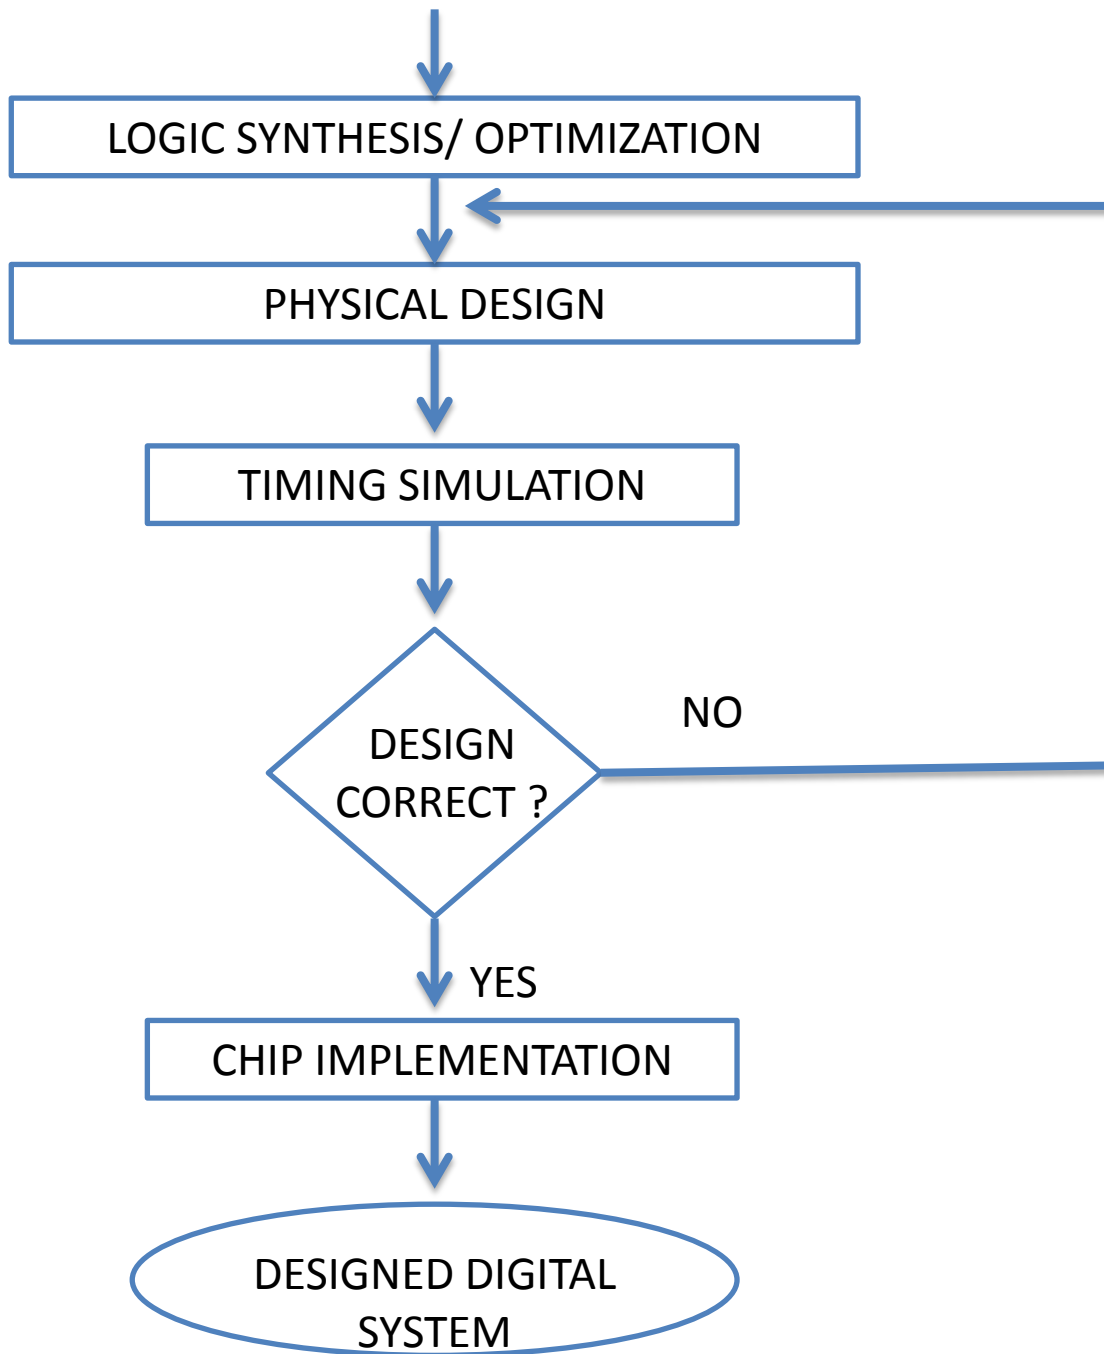 LOGIC SYNTHESIS/ OPTIMIZATION
PHYSICAL DESIGN
TIMING SIMULATION
DESIGN
CORRECT ?
NO
YES
CHIP IMPLEMENTATION
DESIGNED DIGITAL
SYSTEM